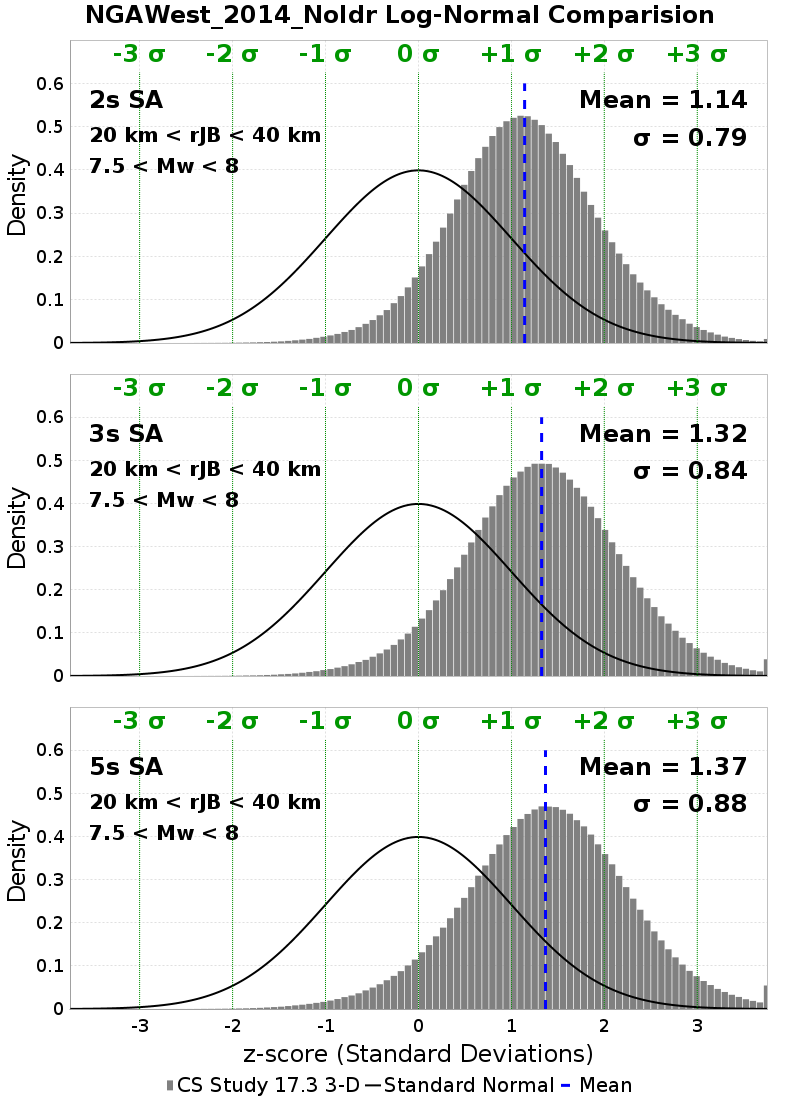 NGAWest_2014_NoIdr Log-Normal Comparision
-3 σ -2 σ -1 σ 0 σ +1 σ +2 σ +3 σ
2s SA
Mean = 1.14
20 km < rJB < 40 km
σ = 0.79
7.5 < Mw < 8
Density
0.6
0.5
0.4
0.3
0.2
0.1
0
-3 σ -2 σ -1 σ 0 σ +1 σ +2 σ +3 σ
3s SA
Mean = 1.32
20 km < rJB < 40 km
σ = 0.84
7.5 < Mw < 8
Density
0.6
0.5
0.4
0.3
0.2
0.1
0
-3 σ -2 σ -1 σ 0 σ +1 σ +2 σ +3 σ
5s SA
Mean = 1.37
20 km < rJB < 40 km
σ = 0.88
7.5 < Mw < 8
Density
0.6
0.5
0.4
0.3
0.2
0.1
0
-3 -2 -1 0 1 2 3
z-score (Standard Deviations)
CS Study 17.3 3-D Standard Normal Mean